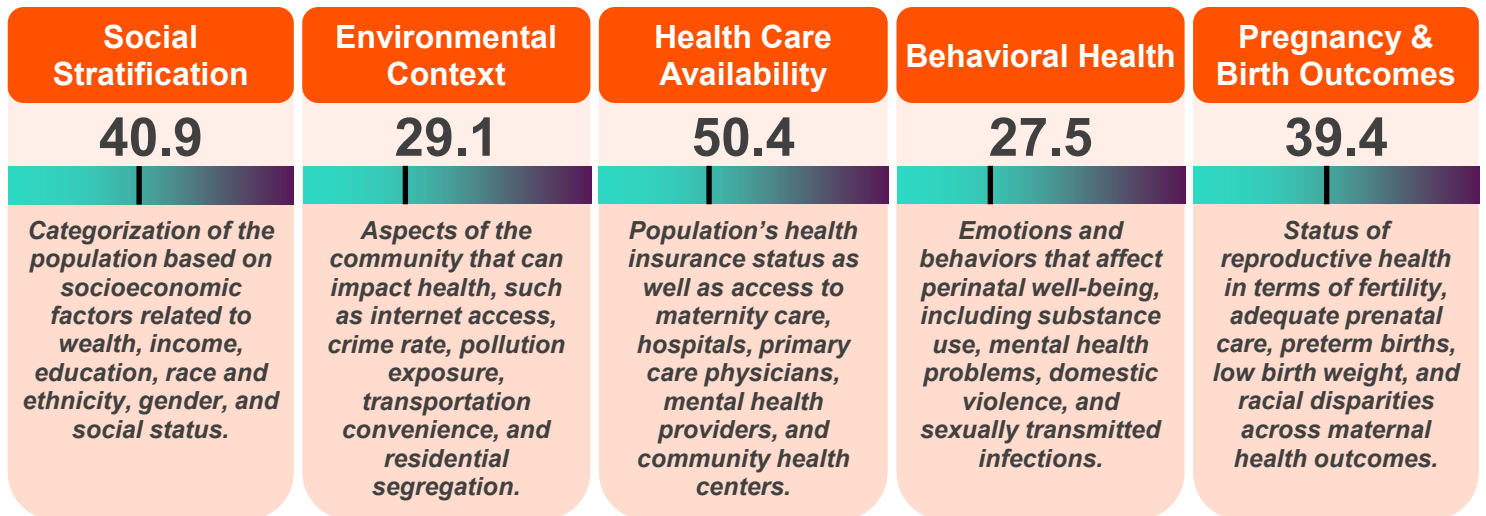 Social
Stratification
40.9
Categorization of the
population based on
socioeconomic
factors related to
wealth, income,
education, race and
ethnicity, gender, and
social status.
Environmental
Context
29.1
Aspects of the
community that can
impact health, such
as internet access,
crime rate, pollution
exposure,
transportation
convenience, and
residential
segregation.
Health Care
Availability
50.4
Population’s health
insurance status as
well as access to
maternity care,
hospitals, primary
care physicians,
mental health
providers, and
community health
centers.
Behavioral Health
27.5
Emotions and
behaviors that affect
perinatal well-being,
including substance
use, mental health
problems, domestic
violence, and
sexually transmitted
infections.
Pregnancy &
Birth Outcomes
39.4
Status of
reproductive health
in terms of fertility,
adequate prenatal
care, preterm births,
low birth weight, and
racial disparities
across maternal
health outcomes.